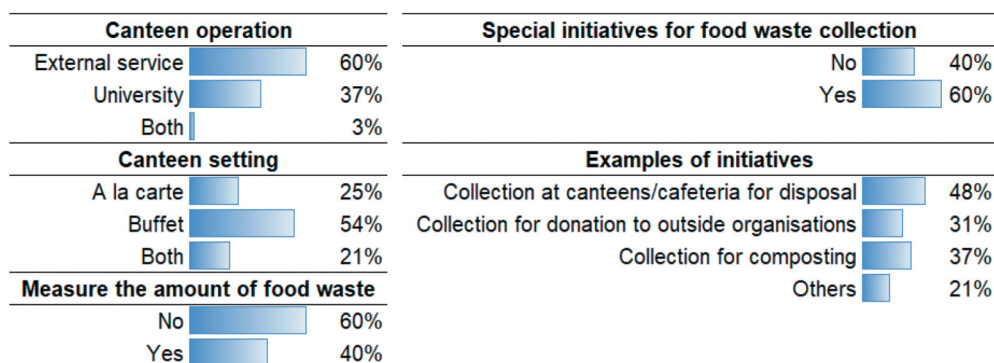 Canteen operation
External service 60%
University 37%
Both 3%
Canteen setting
A la carte 25%
Buffet 54%
Both 21%
Measure the amount of food waste
No 60%
Yes 40%
Special initiatives for food waste collection
No 40%
Yes 60%
Examples of initiatives
Collection at canteens/cafeteria for disposal 48%
Collection for donation to outside organisations 31%
Collection for composting 37%
Others 21%